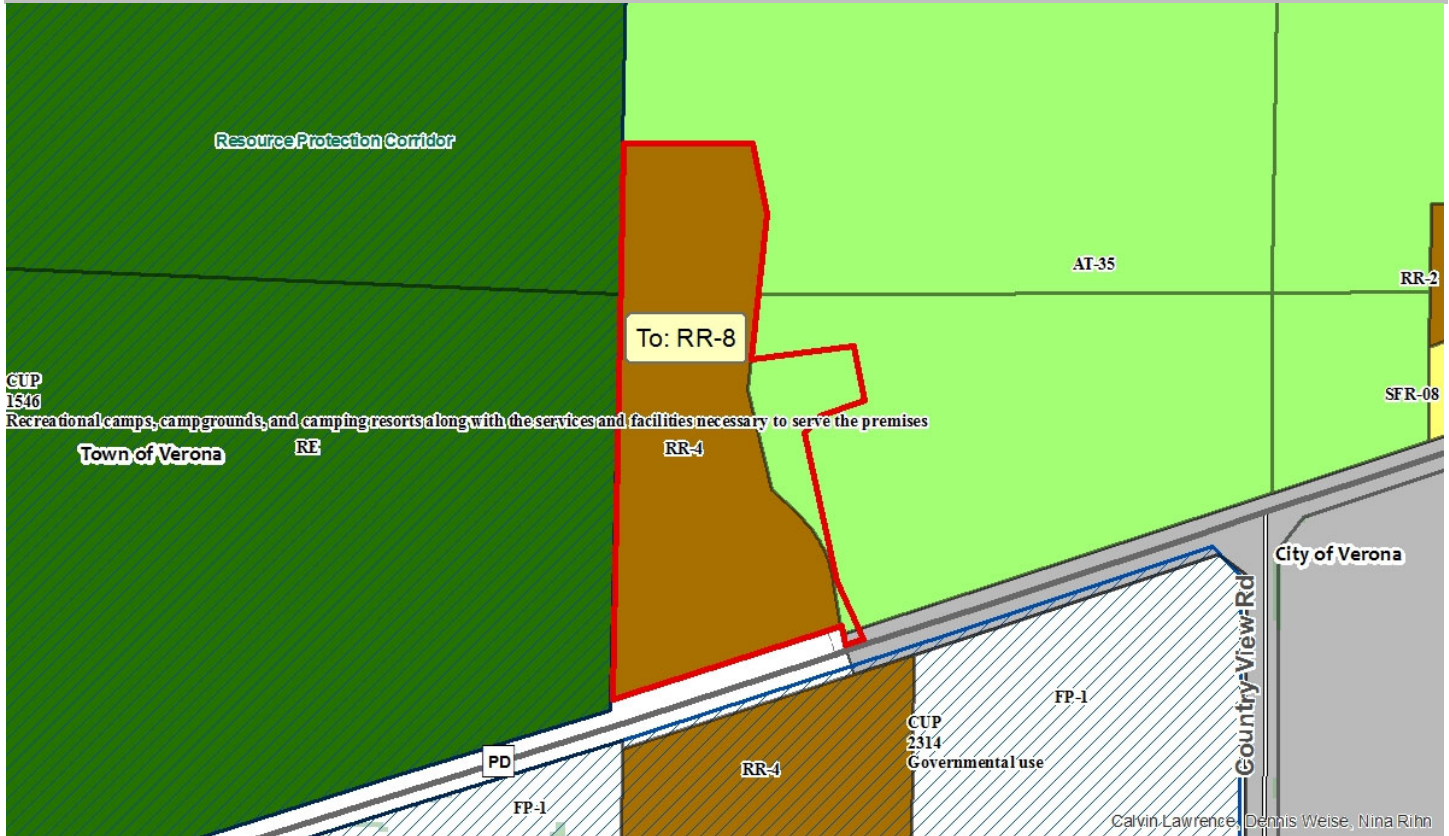 Resource Protection Corridor
AT-35
RR-2
To: RR-8
CUP
1546
Recreational camps, campgrounds, and camping resorts along with the services and facilities necessary to serve the premises
SFR-08
Town of Verona
RE
RR-4
City of Verona
Country View Rd
FP-1
CUP
2314
Governmental use
PD
RR-4
FP-1
Calvin Lawrence, Dennis Weise, Nina Rihn